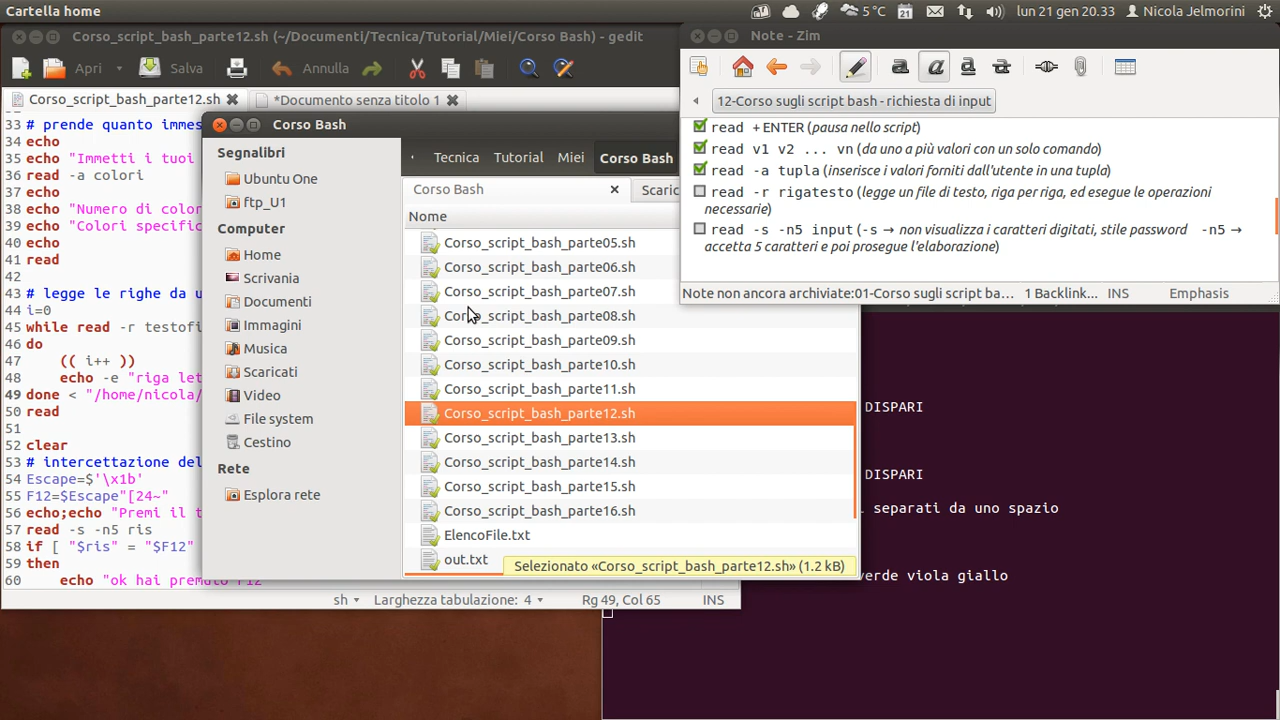 Cartella home
5 °C
lun 21 gen 20.33
Nicola Jelmorini
Corso_script_bash_parte12.sh (~/Documenti/Tecnica/Tutorial/Miei/Corso Bash) - gedit
Apri
Salva
Annulla
Corso_script_bash_parte12.sh
*Documento senza titolo 1
33 # prende quanto immes
34 echo
35 echo "Immetti i tuoi
36 read -a colori
37 echo
38 echo "Numero di color
39 echo "Colori specific
40 echo
41 read
42
43 # legge le righe da u
44 i=0
45 while read -r testofi
46 do
47 (( i++ ))
48 echo -e "riga let
49 done < "/home/nicola/
50 read
51
52 clear
53 # intercettazione del
54 Escape=$'\x1b'
55 F12=$Escape"[24~"
56 echo;echo "Premi il t
57 read -s -n5 ris
58 if [ "$ris" = "$F12"
59 then
60 echo "ok hai premuto F12
sh
Larghezza tabulazione: 4
Rg 49, Col 65
INS
Corso Bash
Segnalibri
Ubuntu One
ftp_U1
Computer
Home
Scrivania
Documenti
Immagini
Musica
Scaricati
Video
File system
Cestino
Rete
Esplora rete
Tecnica
Tutorial
Miei
Corso Bash
Corso Bash
Scaric
Nome
Corso_script_bash_parte05.sh
Corso_script_bash_parte06.sh
Corso_script_bash_parte07.sh
Corso_script_bash_parte08.sh
Corso_script_bash_parte09.sh
Corso_script_bash_parte10.sh
Corso_script_bash_parte11.sh
Corso_script_bash_parte12.sh
Corso_script_bash_parte13.sh
Corso_script_bash_parte14.sh
Corso_script_bash_parte15.sh
Corso_script_bash_parte16.sh
ElencoFile.txt
out.txt
Selezionato «Corso_script_bash_parte12.sh» (1.2 kB)
Note - Zim
12-Corso sugli script bash - richiesta di input
read + ENTER (pausa nello script)
read v1 v2 ... vn (da uno a più valori con un solo comando)
read -a tupla (inserisce i valori forniti dall'utente in una tupla)
read -r rigatesto (legge un file di testo, riga per riga, ed esegue le operazioni
necessarie)
read -s -n5 input (-s → non visualizza i caratteri digitati, stile password -n5 →
accetta 5 caratteri e poi prosegue l'elaborazione)
Note non ancora archiviate:01-Corso sugli script ba...
1 Backlink...
INS
Emphasis
DISPARI
DISPARI
separati da uno spazio
verde viola giallo